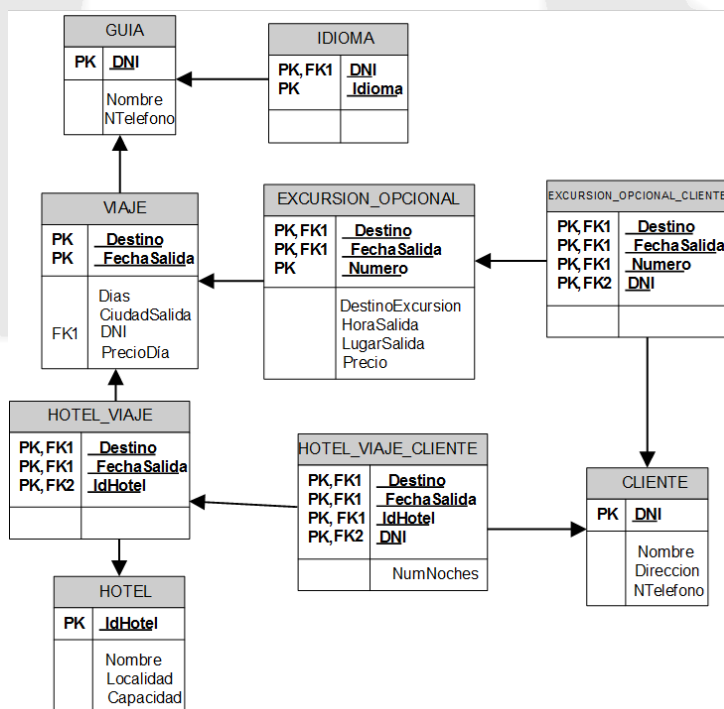 GUIA
PK DNI
Nombre
NTelefono
IDIOMA
PK,FK1 DNI
PK Idioma
VIAJE
PK Destino
PK FechaSalida
Dias
CiudadSalida
FK1 DNI
PrecioDía
EXCURSION_OPCIONAL
PK,FK1 Destino
PK,FK1 FechaSalida
PK Numero
DestinoExcursion
HoraSalida
LugarSalida
Precio
EXCURSION_OPCIONAL_CLIENTE
PK,FK1 Destino
PK,FK1 FechaSalida
PK,FK1 Numero
PK,FK2 DNI
HOTEL_VIAJE
PK,FK1 Destino
PK,FK1 FechaSalida
PK,FK2 IdHotel
HOTEL_VIAJE_CLIENTE
PK,FK1 Destino
PK,FK1 FechaSalida
PK, FK1 IdHotel
PK,FK2 DNI
NumNoches
CLIENTE
PK DNI
Nombre
Direccion
NTelefono
HOTEL
PK IdHotel
Nombre
Localidad
Capacidad